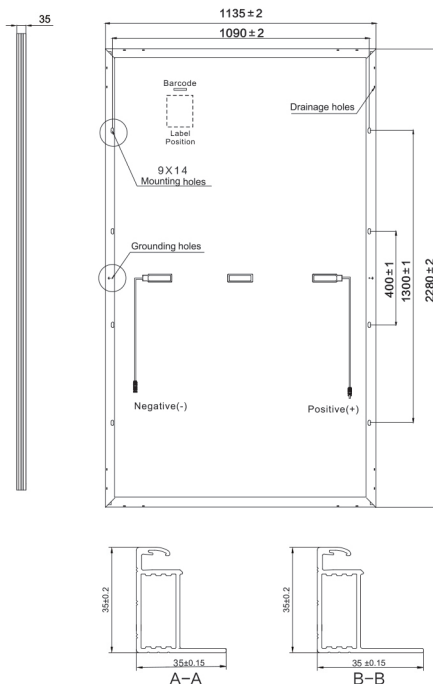 35
1135±2
1090±2
Barcode
Label
Position
Drainage holes
9X14
Mounting holes
Grounding holes
400±1
1300±1
2280±2
Negative(-)
Positive(+)
35±0.2
35±0.15
A-A
35±0.2
35 ±0.15
B-B